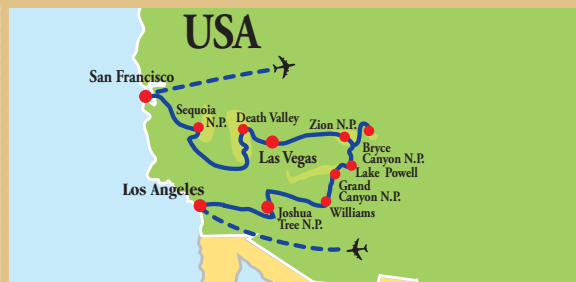 USA
San Francisco
Sequoia
N.P.
Death Valley
Las Vegas
Zion N.P.
Bryce
Canyon N.P.
Lake Powell
Grand
Canyon N.P.
Williams
Los Angeles
Joshua
Tree N.P.